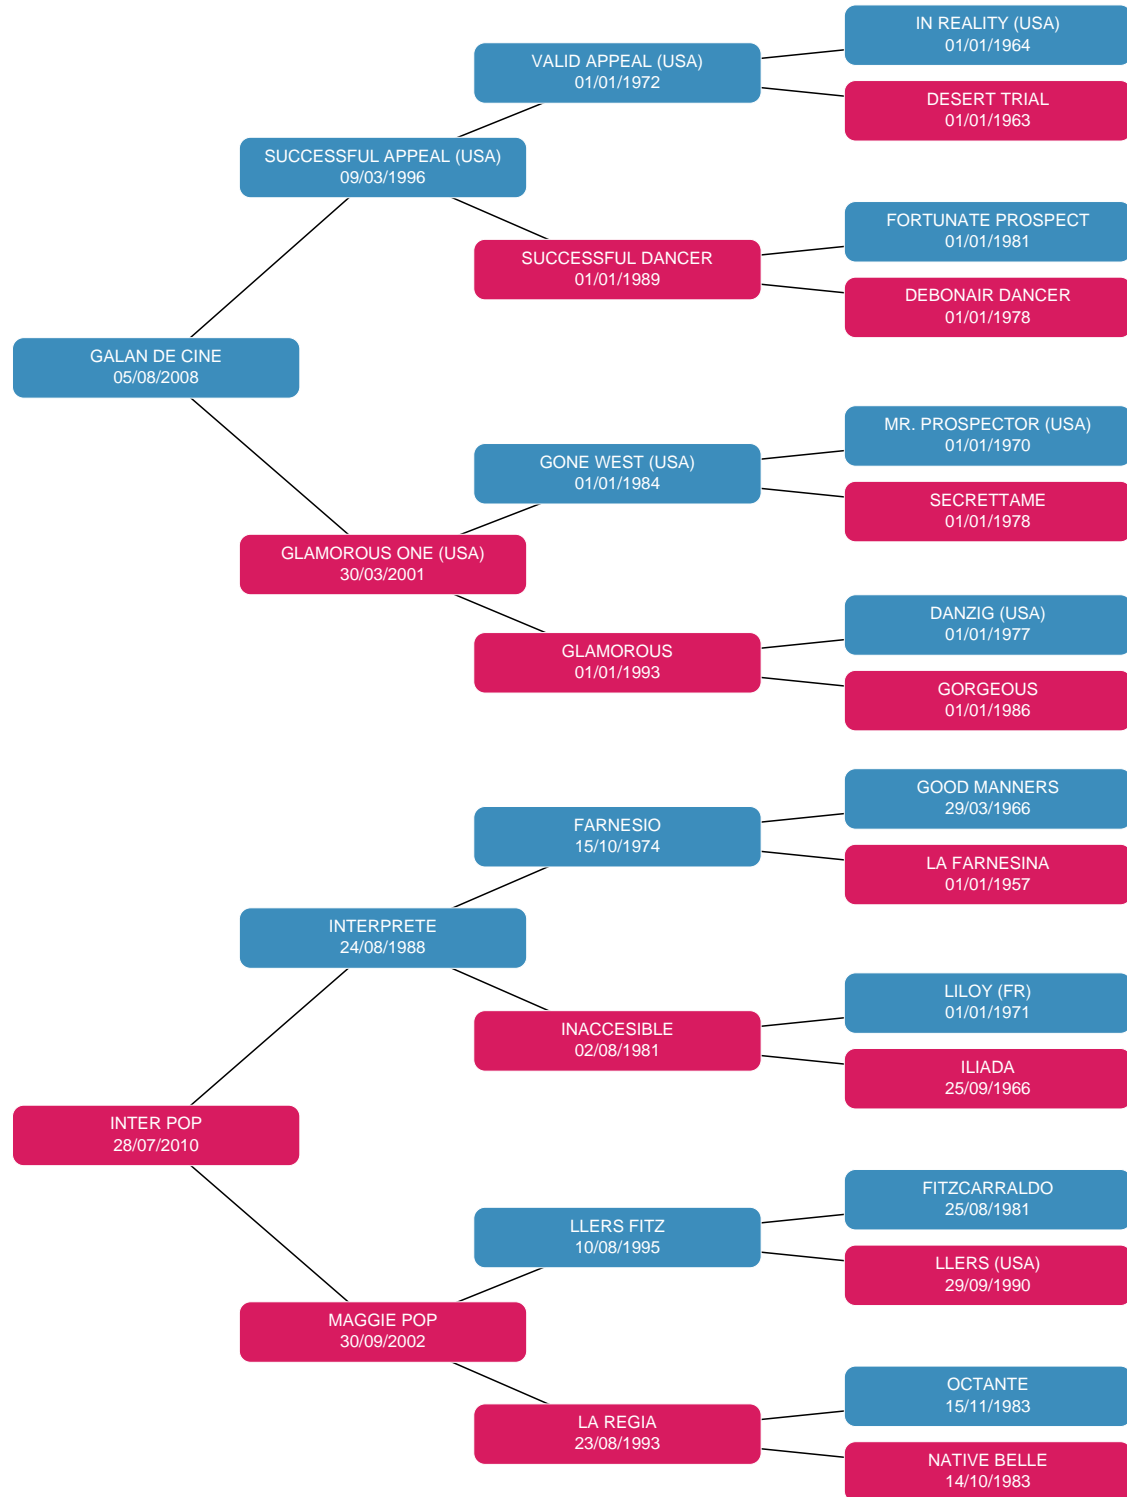 IN REALITY (USA)
01/01/1964
VALID APPEAL (USA)
01/01/1972
DESERT TRIAL
01/01/1963
SUCCESSFUL APPEAL (USA)
09/03/1996
FORTUNATE PROSPECT
01/01/1981
SUCCESSFUL DANCER
01/01/1989
DEBONAIR DANCER
01/01/1978
GALAN DE CINE
05/08/2008
MR. PROSPECTOR (USA)
01/01/1970
GONE WEST (USA)
01/01/1984
SECRETTAME
01/01/1978
GLAMOROUS ONE (USA)
30/03/2001
DANZIG (USA)
01/01/1977
GLAMOROUS
01/01/1993
GORGEOUS
01/01/1986
GOOD MANNERS
29/03/1966
FARNESIO
15/10/1974
LA FARNESINA
01/01/1957
INTERPRETE
24/08/1988
LILOY (FR)
01/01/1971
INACCESIBLE
02/08/1981
ILIADA
25/09/1966
INTER POP
28/07/2010
FITZCARRALDO
25/08/1981
LLERS FITZ
10/08/1995
LLERS (USA)
29/09/1990
MAGGIE POP
30/09/2002
OCTANTE
15/11/1983
LA REGIA
23/08/1993
NATIVE BELLE
14/10/1983